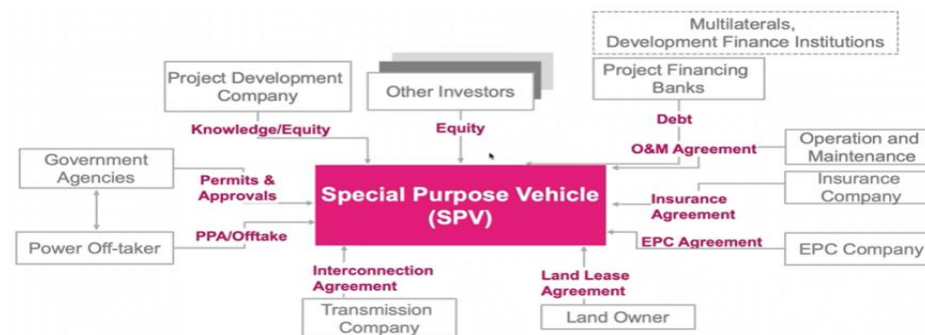 Multilaterals,
Development Finance Institutions
Project Development
Company
Other Investors
Project Financing
Banks
Knowledge/Equity
Equity
Debt
O&M Agreement
Operation and
Maintenance
Government
Agencies
Permits &
Approvals
Special Purpose Vehicle
(SPV)
Insurance
Agreement
Insurance
Company
Power Off-taker
PPA/Offtake
EPC Agreement
EPC Company
Interconnection
Agreement
Transmission
Company
Land Lease
Agreement
Land Owner